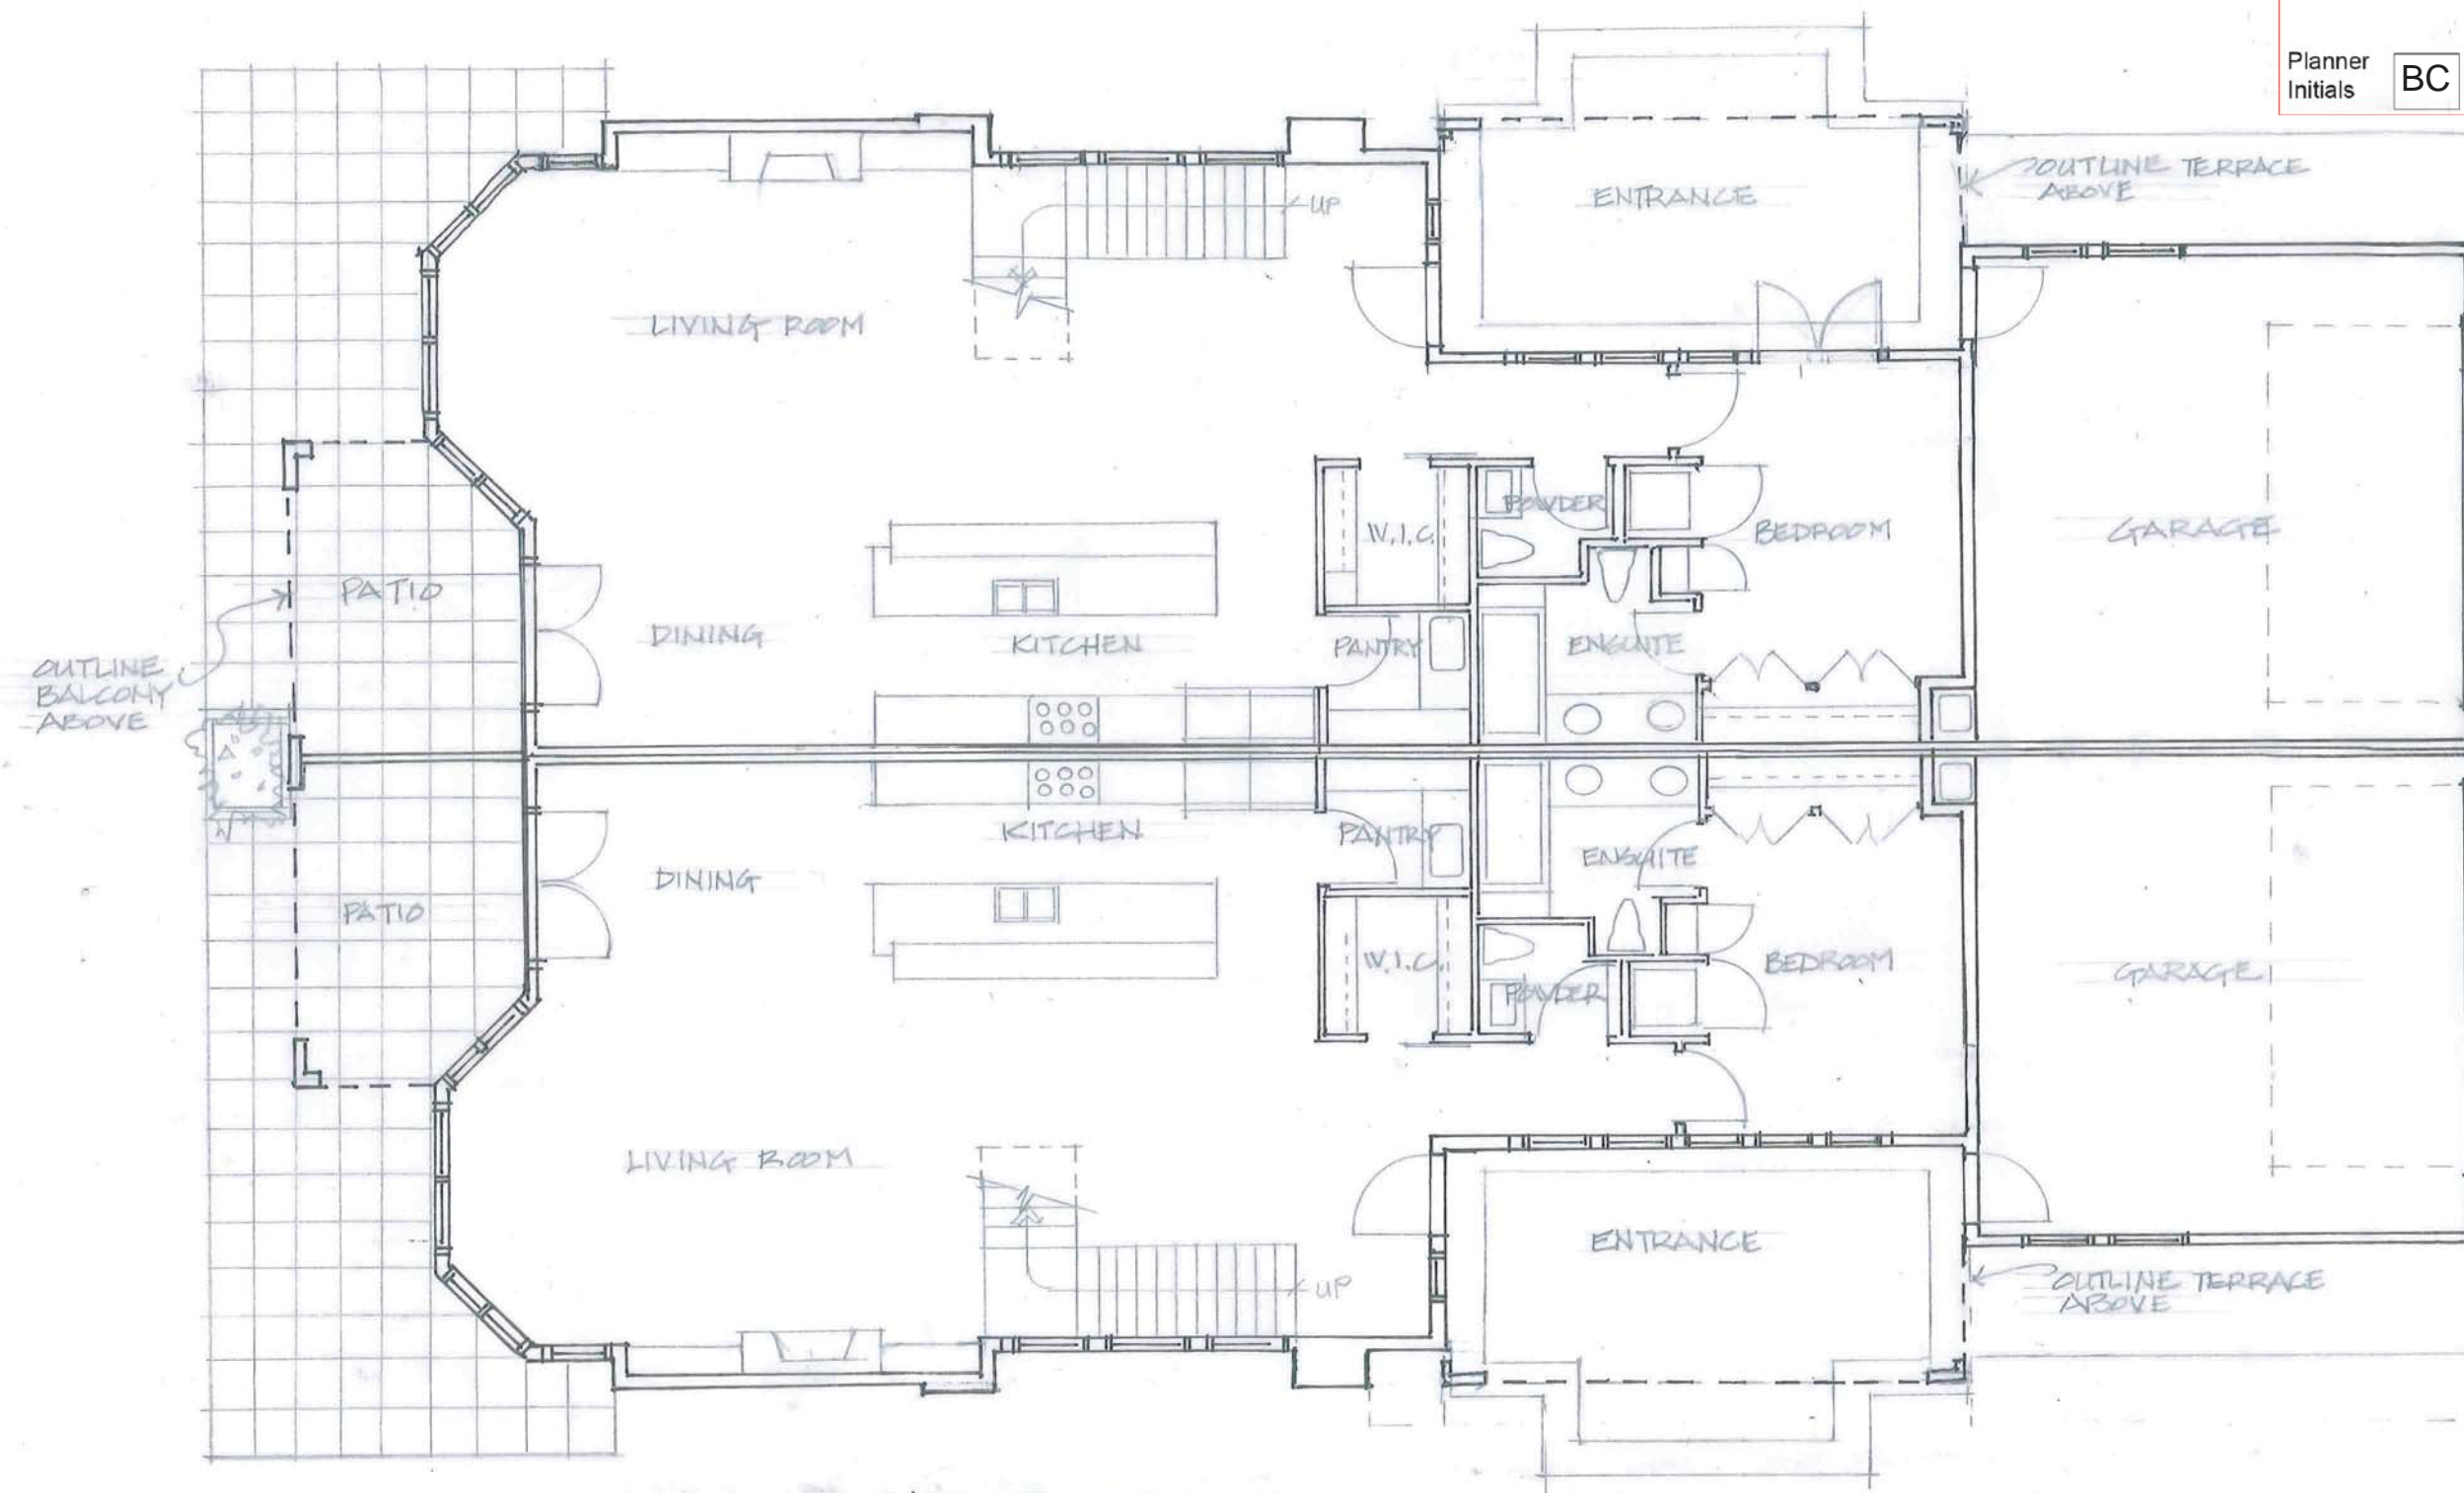 Planner
Initials
BC
OUTLINE TERRACE
ABOVE
ENTRANCE
UP
LIVING ROOM
POWDER
W.I.C.
BEDROOM
GARAGE
PATIO
DINING
KITCHEN
PANTRY
ENSUITE
OUTLINE
BALCONY
ABOVE
KITCHEN
PANTRY
DINING
ENSUITE
PATIO
W.I.C.
BEDROOM
POWDER
GARAGE
LIVING ROOM
ENTRANCE
UP
OUTLINE TERRACE
ABOVE